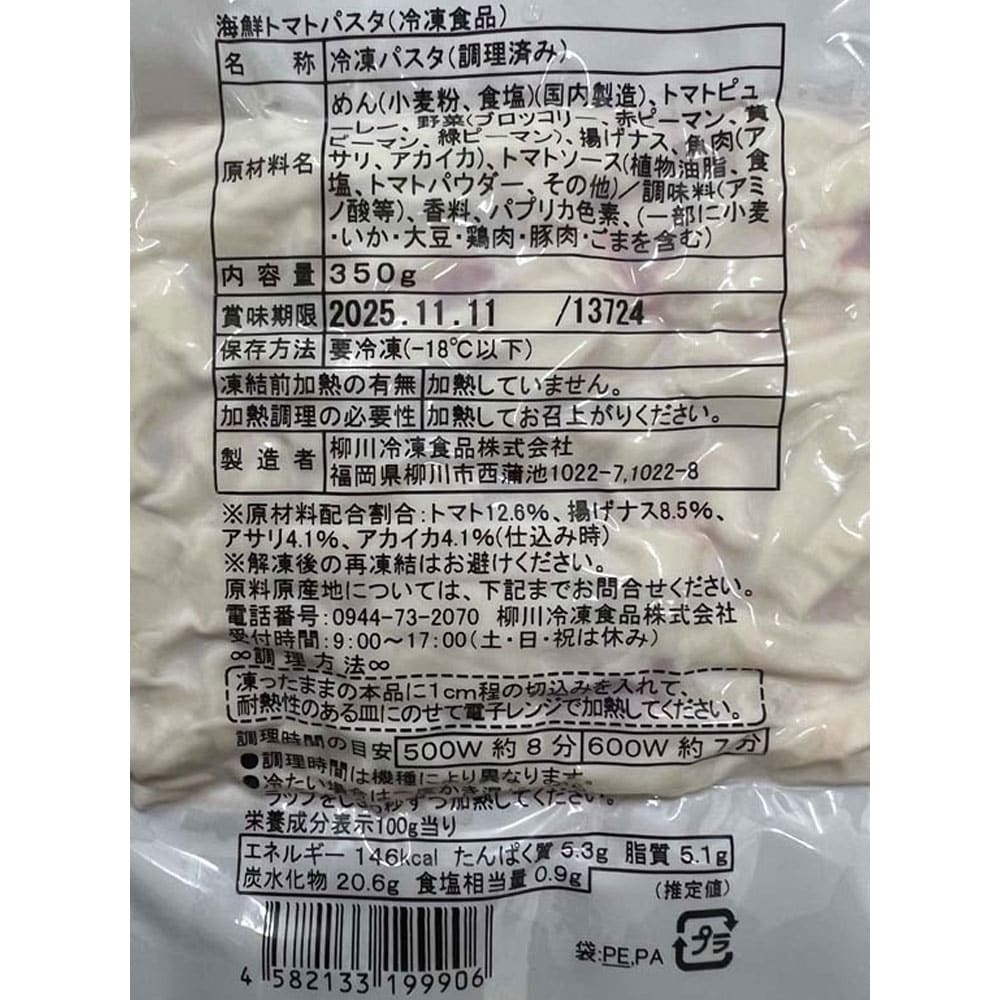 海鮮トマトパスタ(冷凍食品)
名 称 冷凍パスタ(調理済み)
原材料名
めん(小麦粉、食塩)(国内製造)、トマトピュ
ーレー、野菜(ブロッコリー、赤ピーマン、黄
ピーマン、緑ピーマン)、揚げナス、魚肉(ア
サリ、アカイカ)、トマトソース(植物油脂、食
塩、トマトパウダー、その他)/調味料(アミ
ノ酸等)、香料、パプリカ色素、(一部に小麦
・いか・大豆・鶏肉・豚肉・ごまを含む)
内容量 350g
賞味期限 2025.11.11 /13724
保存方法 要冷凍(-18℃以下)
凍結前加熱の有無 加熱していません。
加熱調理の必要性 加熱してお召上がりください。
製造者
柳川冷凍食品株式会社
福岡県柳川市西蒲池1022-7,1022-8
※原材料配合割合:トマト12.6%、揚げナス8.5%、
アサリ4.1%、アカイカ4.1%(仕込み時)
※解凍後の再凍結はお避けください。
原料原産地については、下記までお問合せください。
電話番号:0944-73-2070 柳川冷凍食品株式会社
受付時間:9:00～17:00(土・日・祝は休み)
∞調理方法∞
凍ったままの本品に1cm程の切込みを入れて、
耐熱性のある皿にのせて電子レンジで加熱してください。
調理時間の目安 500W 約8分 600W 約7分
●調理時間は機種により異なります。
●冷たい場合は
ラップをし 秒ずつ加熱してください。
栄養成分表示100g当り
エネルギー 146kcal たんぱく質 5.3g 脂質 5.1g
炭水化物 20.6g 食塩相当量 0.9g
(推定値)
プラ
袋:PE,PA
4 582133 199906